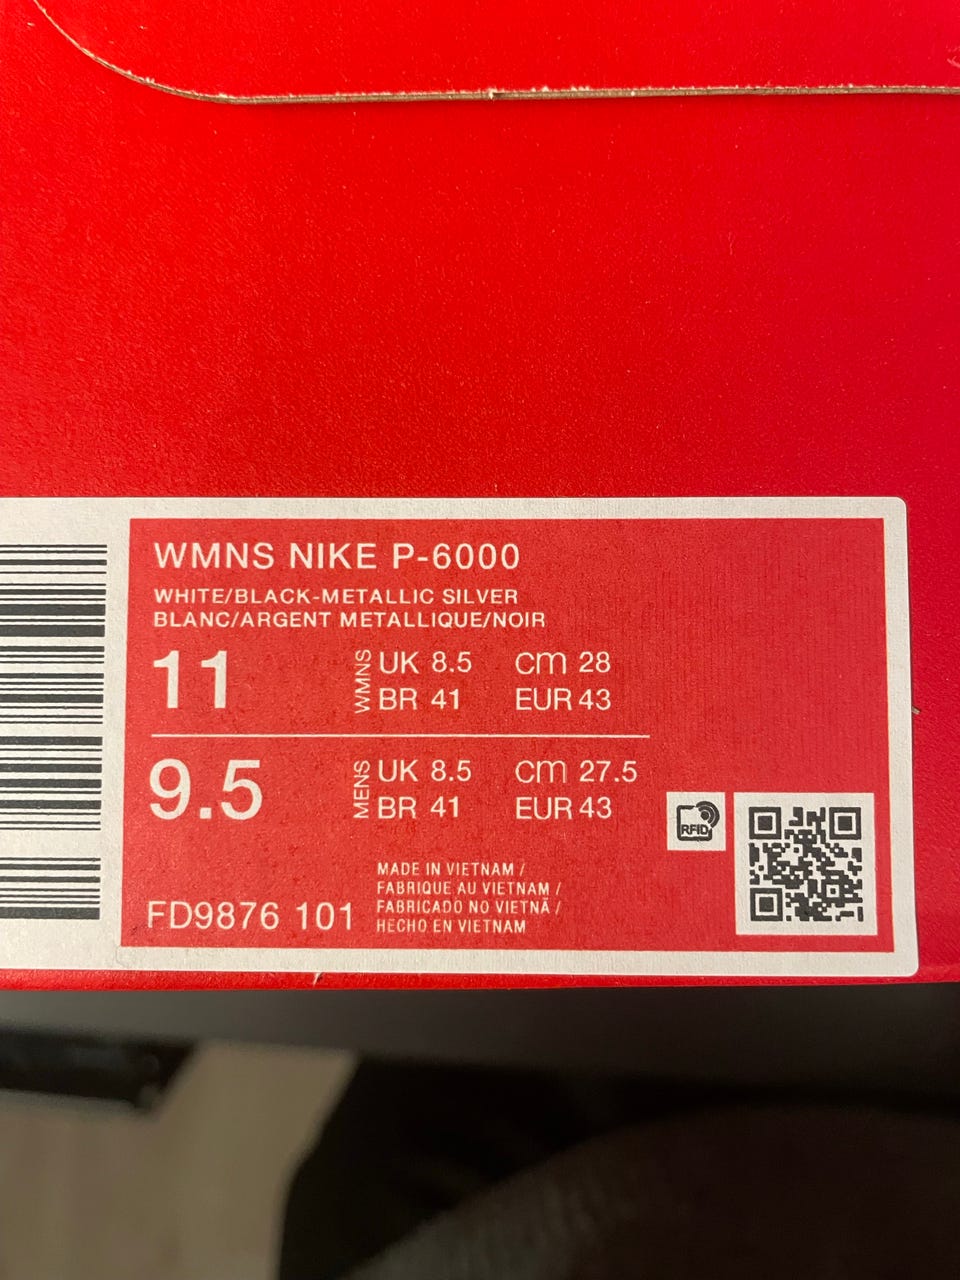 WMNS NIKE P-6000
WHITE/BLACK-METALLIC SILVER
BLANC/ARGENT METALLIQUE/NOIR
11 WMNS UK 8.5 cm 28
BR 41 EUR 43
9.5 MENS UK 8.5 cm 27.5
BR 41 EUR 43
RFID
MADE IN VIETNAM /
FABRIQUE AU VIETNAM /
FABRICADO NO VIETNÃ /
HECHO EN VIETNAM
FD9876 101